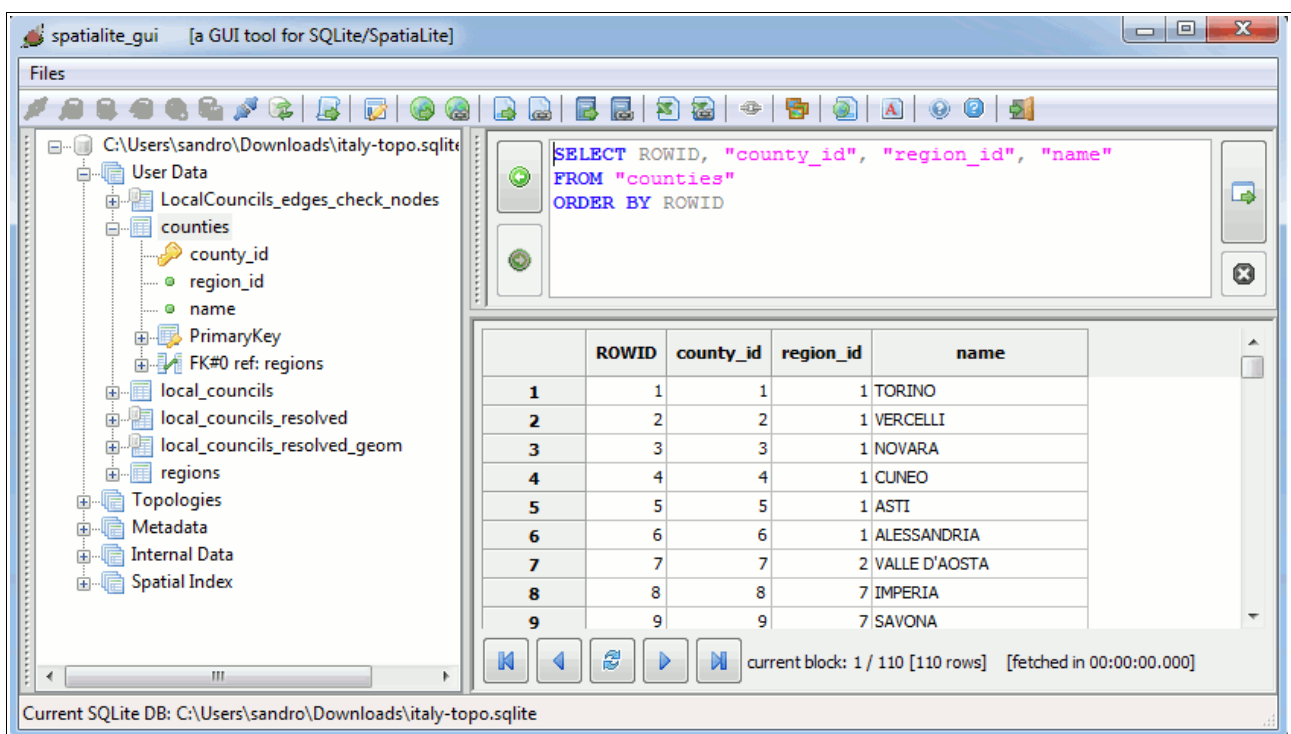 spatialite_gui [a GUI tool for SQLite/SpatiaLite]
Files
C:\Users\sandro\Downloads\italy-topo.sqlite
User Data
LocalCouncils_edges_check_nodes
counties
county_id
region_id
name
PrimaryKey
FK#0 ref: regions
local_councils
local_councils_resolved
local_councils_resolved_geom
regions
Topologies
Metadata
Internal Data
Spatial Index
SELECT ROWID, "county_id", "region_id", "name"
FROM "counties"
ORDER BY ROWID
ROWID county_id region_id name
1 1 1 1 TORINO
2 2 2 1 VERCELLI
3 3 3 1 NOVARA
4 4 4 1 CUNEO
5 5 5 1 ASTI
6 6 6 1 ALESSANDRIA
7 7 7 2 VALLE D'AOSTA
8 8 8 7 IMPERIA
9 9 9 7 SAVONA
current block: 1 / 110 [110 rows] [fetched in 00:00:00.000]
Current SQLite DB: C:\Users\sandro\Downloads\italy-topo.sqlite